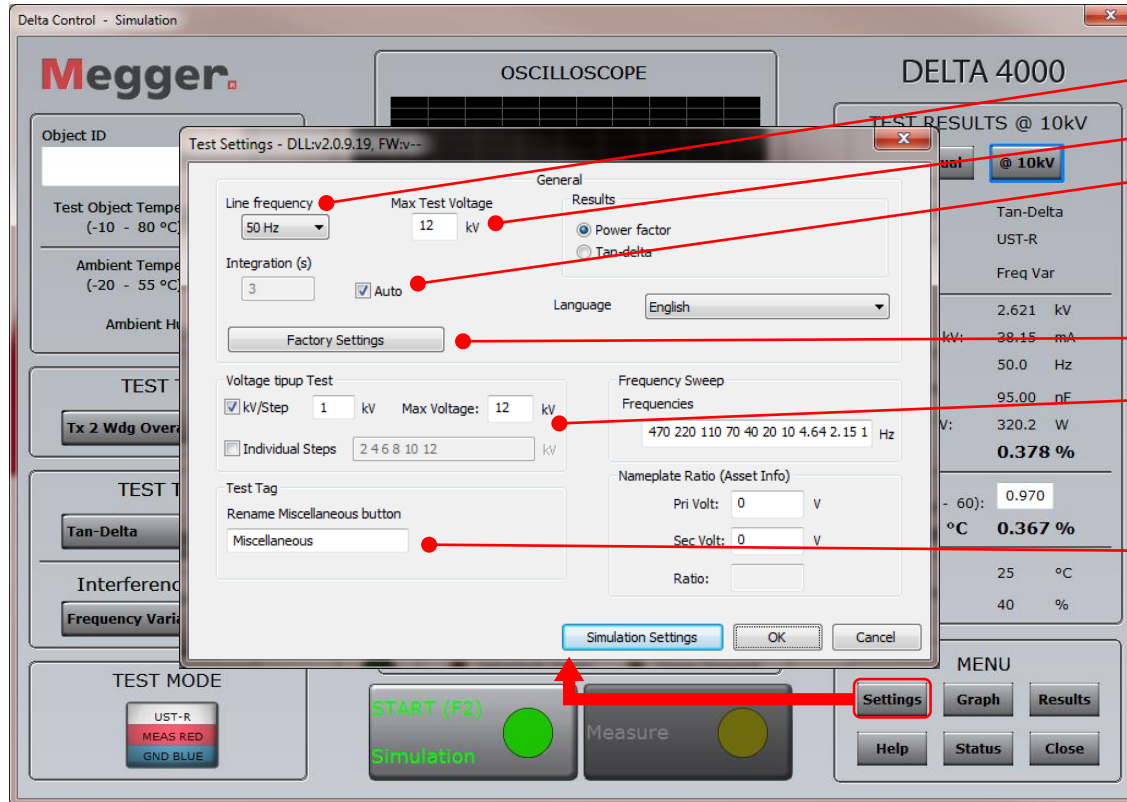 Delta Control - Simulation
Megger.
OSCILLOSCOPE
DELTA 4000
Object ID
TEST RESULTS @ 10kV
@ 10kV
Test Settings - DLL:v2.0.9.19, FW:v--
General
Line frequency
50 Hz
Max Test Voltage
12 kV
Results
Power factor
Tan-delta
Integration (s)
3
Auto
Language English
Factory Settings
Voltage tipup Test
kV/Step 1 kV Max Voltage: 12 kV
Individual Steps 2 4 6 8 10 12 kV
Frequency Sweep
Frequencies
470 220 110 70 40 20 10 4.64 2.15 1 Hz
Test Tag
Rename Miscellaneous button
Miscellaneous
Nameplate Ratio (Asset Info)
Pri Volt: 0 V
Sec Volt: 0 V
Ratio:
Simulation Settings OK Cancel
Test Object Tempe
(-10 - 80 °C)
Ambient Tempe
(-20 - 55 °C)
Ambient Hu
TEST
Tx 2 Wdg Overa
TEST T
Tan-Delta
Interferenc
Frequency Varia
TEST MODE
UST-R
MEAS RED
GND BLUE
START (F2)
Simulation
Measure
Tan-Delta
UST-R
Freq Var
2.621 kV
kV: 38.15 mA
50.0 Hz
95.00 nF
V: 320.2 W
0.378 %
- 60): 0.970
°C 0.367 %
25 °C
40 %
MENU
Settings Graph Results
Help Status Close